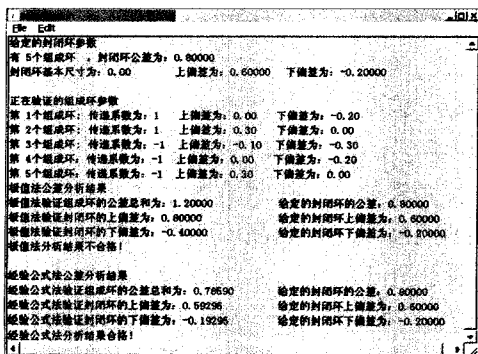 File Edit
给定的封闭环参数
有 5个组成环 ，封闭环公差为：0.80000
封闭环基本尺寸为：0.00 上偏差为：0.60000 下偏差为：-0.20000
正在验证的组成环参数
第 1个组成环：传递系数为：1 上偏差为：0.00 下偏差为：-0.20
第 2个组成环：传递系数为：1 上偏差为：0.30 下偏差为：0.00
第 3个组成环：传递系数为：-1 上偏差为：-0.10 下偏差为：-0.30
第 4个组成环：传递系数为：-1 上偏差为：0.00 下偏差为：-0.20
第 5个组成环：传递系数为：-1 上偏差为：0.30 下偏差为：0.00
极值法公差分析结果
极值法验证组成环的公差总和为：1.20000 给定的封闭环的公差：0.80000
极值法验证封闭环的上偏差为：0.80000 给定的封闭环上偏差为：0.60000
极值法验证封闭环的下偏差为：-0.40000 给定的封闭环下偏差为：-0.20000
极值法分析结果不合格！
经验公式法公差分析结果
经验公式法验证组成环的公差总和为：0.78590 给定的封闭环的公差：0.80000
经验公式法验证封闭环的上偏差为：0.59295 给定的封闭环上偏差为：0.60000
经验公式法验证封闭环的下偏差为：-0.19295 给定的封闭环下偏差为：-0.20000
经验公式法分析结果合格！